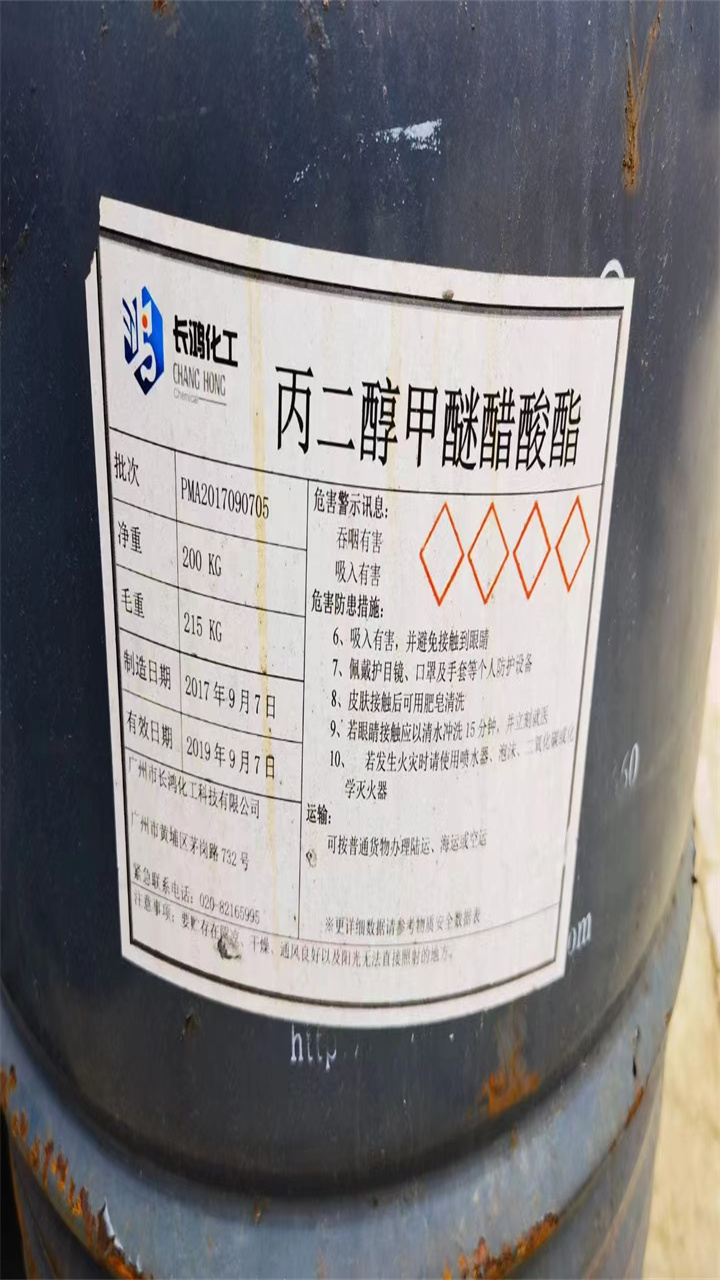 长鸿化工
CHANG HONG
Chemical
丙二醇甲醚醋酸酯
批次
PMA2017090705
净重
200 KG
毛重
215 KG
制造日期
2017年9月7日
有效日期
2019年9月7日
广州市长鸿化工科技有限公司
广州市黄埔区茅岗路732号
紧急联系电话：020-82165995
危害警示讯息:
吞咽有害
吸入有害
危害防患措施:
6、吸入有害，并避免接触到眼睛
7、佩戴护目镜、口罩及手套等个人防护设备
8、皮肤接触后可用肥皂清洗
9、若眼睛接触应以清水冲洗15分钟，并立刻就医
10、 若发生火灾时请使用喷水器、泡沫、二氧化碳或化
学灭火器
运输:
可按普通货物办理陆运、海运或空运
※更详细数据请参考物质安全数据表
注意事项：要贮存在 干燥、通风良好以及阳光无法直接照射的地方。
60
om
http